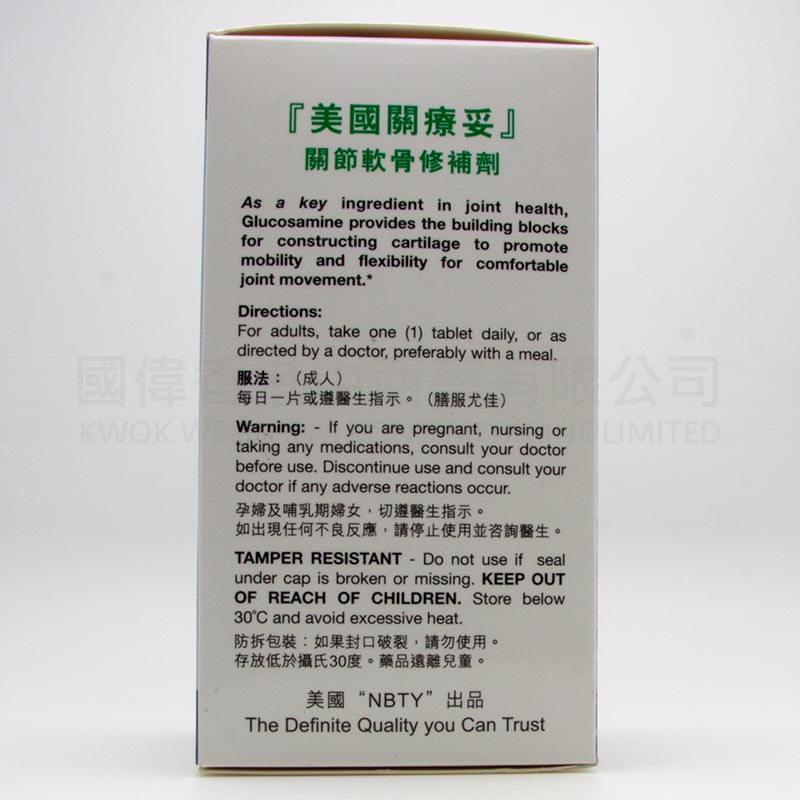 『美國關療妥』
關節軟骨修補劑
As a key ingredient in joint health,
Glucosamine provides the building blocks
for constructing cartilage to promote
mobility and flexibility for comfortable
joint movement.*
Directions:
For adults, take one (1) tablet daily, or as
directed by a doctor, preferably with a meal.
服法：（成人）
每日一片或遵醫生指示。（膳服尤佳）
Warning: - If you are pregnant, nursing or
taking any medications, consult your doctor
before use. Discontinue use and consult your
doctor if any adverse reactions occur.
孕婦及哺乳期婦女，切遵醫生指示。
如出現任何不良反應，請停止使用並咨詢醫生。
TAMPER RESISTANT - Do not use if seal
under cap is broken or missing. KEEP OUT
OF REACH OF CHILDREN. Store below
30°C and avoid excessive heat.
防拆包裝：如果封口破裂，請勿使用。
存放低於攝氏30度。藥品遠離兒童。
美國“NBTY”出品
The Definite Quality you Can Trust
國偉 有限公司
KWOK LIMITED